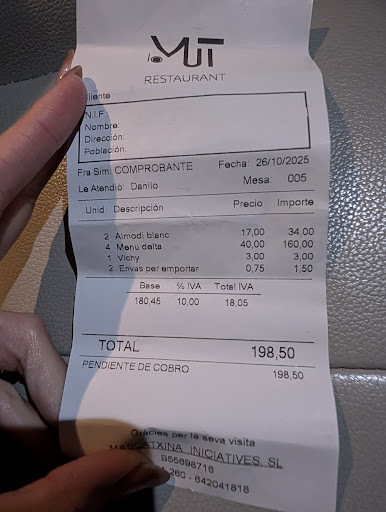 MUT
RESTAURANT
N.I.F.:
Nombre:
Dirección:
Población:
Fra Sim: COMPROBANTE Fecha: 26/10/2025
Le Atendió: Danilo Mesa: 005
Unid Descripción Precio Importe
2 Almodi blanc 17,00 34,00
4 Menu delta 40,00 160,00
1 Vichy 3,00 3,00
2 Envas per emportar 0,75 1,50
Base % IVA Total IVA
180,45 10,00 18,05
TOTAL 198,50
PENDIENTE DE COBRO 198,50
Gràcies per la seva visita
INICIATIVES, SL
B55698716
260 - 642041818